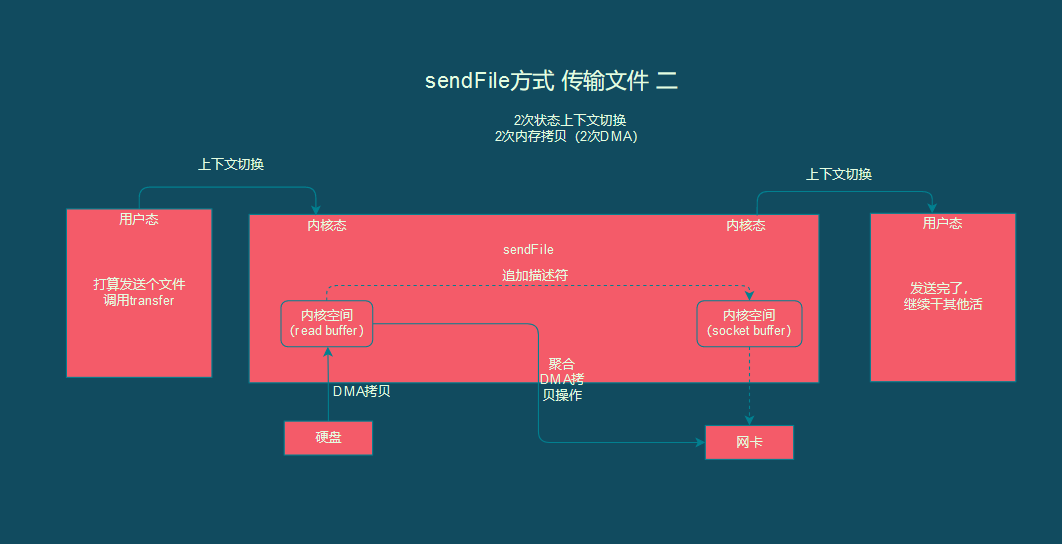 sendFile方式 传输文件 二
2次状态上下文切换
2次内存拷贝（2次DMA）
上下文切换
上下文切换
用户态
内核态
内核态
用户态
sendFile
追加描述符
打算发送个文件
调用transfer
发送完了，
继续干其他活
内核空间
（read buffer）
内核空间
（socket buffer）
聚合
DMA拷
贝操作
DMA拷贝
硬盘
网卡